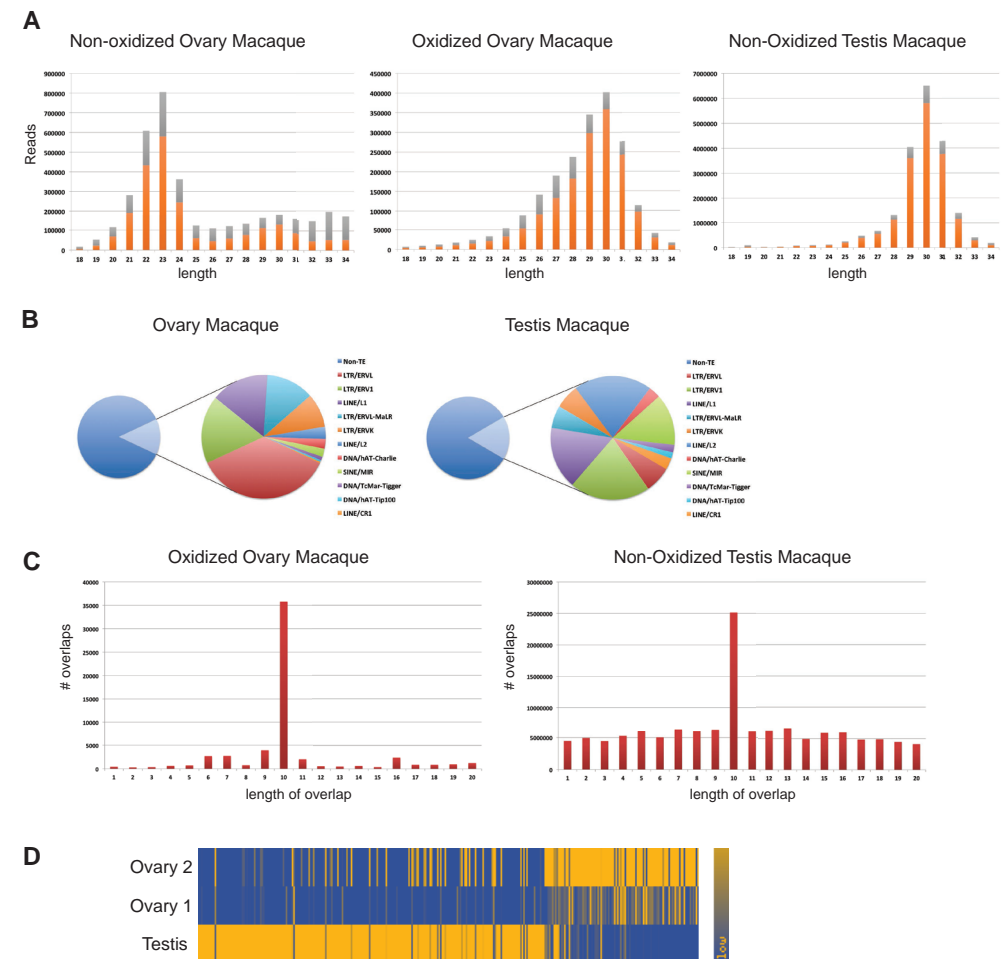 A
Non-oxidized Ovary Macaque
Oxidized Ovary Macaque
Non-Oxidized Testis Macaque
Reads
900000
800000
700000
600000
500000
400000
300000
200000
100000
0
18 19 20 21 22 23 24 25 26 27 28 29 30 31 32 33 34
length
450000
400000
350000
300000
250000
200000
150000
100000
50000
0
18 19 20 21 22 23 24 25 26 27 28 29 30 3. 32 33 34
length
7000000
6000000
5000000
4000000
3000000
2000000
1000000
0
18 19 20 21 22 23 24 25 26 27 28 29 30 31 32 33 34
length
B
Ovary Macaque
Non-TE
LTR/ERVL
LTR/ERV1
LINE/L1
LTR/ERVL-MaLR
LTR/ERVK
LINE/L2
DNA/hAT-Charlie
SINE/MIR
DNA/TcMar-Tigger
DNA/hAT-Tip100
LINE/CR1
Testis Macaque
Non-TE
LTR/ERVL
LTR/ERV1
LINE/L1
LTR/ERVL-MaLR
LTR/ERVK
LINE/L2
DNA/hAT-Charlie
SINE/MIR
DNA/TcMar-Tigger
DNA/hAT-Tip100
LINE/CR1
C
Oxidized Ovary Macaque
# overlaps
40000
35000
30000
25000
20000
15000
10000
5000
0
1 2 3 4 5 6 7 8 9 10 11 12 13 14 15 16 17 18 19 20
length of overlap
Non-Oxidized Testis Macaque
# overlaps
30000000
25000000
20000000
15000000
10000000
5000000
0
1 2 3 4 5 6 7 8 9 10 11 12 13 14 15 16 17 18 19 20
length of overlap
D
Ovary 2
Ovary 1
Testis
low